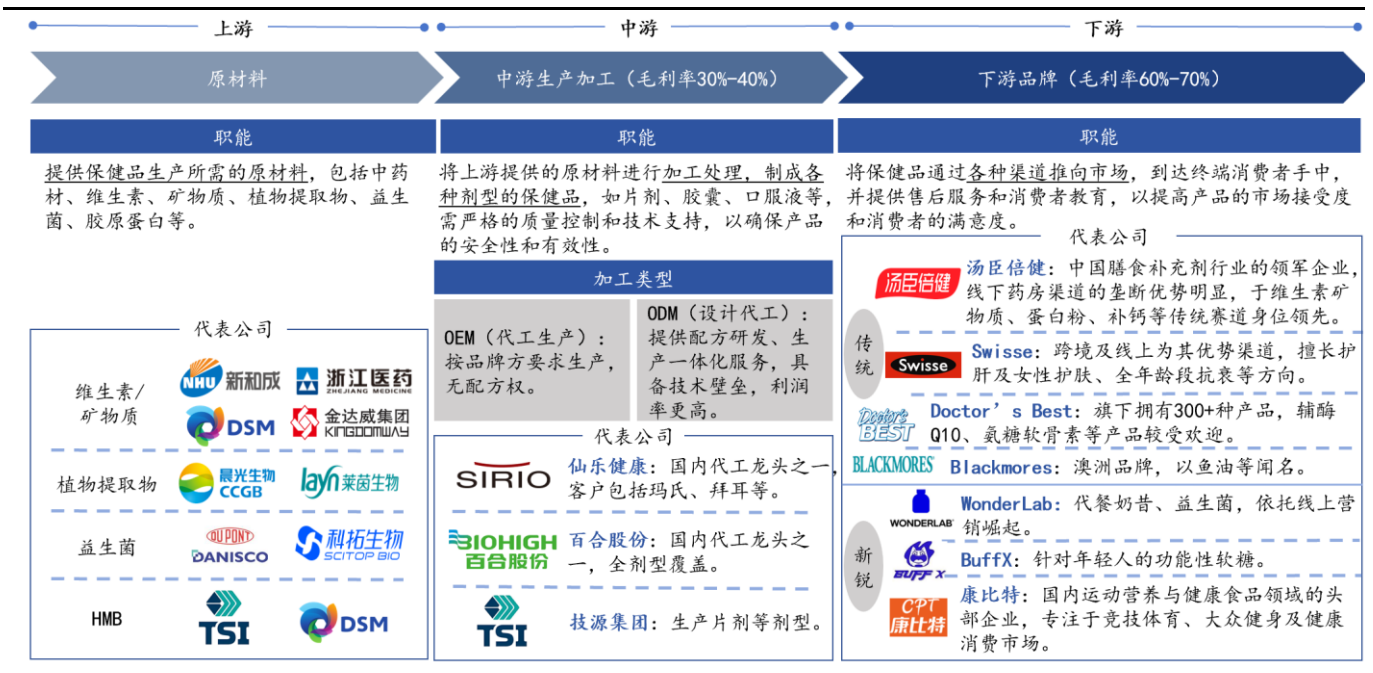 上游
中游
下游
原材料
中游生产加工（毛利率30%-40%）
下游品牌（毛利率60%-70%）
职能
提供保健品生产所需的原材料，包括中药
材、维生素、矿物质、植物提取物、益生
菌、胶原蛋白等。
代表公司
维生素/
矿物质
NHU 新和成
浙江医药
ZHEJIANG MEDICINE
DSM
金达威集团
KINGDOMWAY
植物提取物
晨光生物
CCGB
layn 莱茵生物
益生菌
DUPONT
DANISCO
科拓生物
SCITOP BIO
HMB
TSI
DSM
职能
将上游提供的原材料进行加工处理，制成各
种剂型的保健品，如片剂、胶囊、口服液等，
需严格的质量控制和技术支持，以确保产品
的安全性和有效性。
加工类型
OEM（代工生产）：
按品牌方要求生产，
无配方权。
ODM（设计代工）：
提供配方研发、生
产一体化服务，具
备技术壁垒，利润
率更高。
代表公司
SIRIO
仙乐健康：国内代工龙头之一，
客户包括玛氏、拜耳等。
BIOHIGH
百合股份
百合股份：国内代工龙头之
一，全剂型覆盖。
TSI
技源集团：生产片剂等剂型。
职能
将保健品通过各种渠道推向市场，到达终端消费者手中，
并提供售后服务和消费者教育，以提高产品的市场接受度
和消费者的满意度。
代表公司
传
统
汤臣倍健
汤臣倍健：中国膳食补充剂行业的领军企业，
线下药房渠道的垄断优势明显，于维生素矿
物质、蛋白粉、补钙等传统赛道身位领先。
Swisse
Swisse：跨境及线上为其优势渠道，擅长护
肝及女性护肤、全年龄段抗衰等方向。
Doctor's
BEST
Doctor’s Best：旗下拥有300+种产品，辅酶
Q10、氨糖软骨素等产品较受欢迎。
BLACKMORES
Blackmores：澳洲品牌，以鱼油等闻名。
新
锐
WONDERLAB
WonderLab：代餐奶昔、益生菌，依托线上营
销崛起。
BUFF X
BuffX：针对年轻人的功能性软糖。
CPT
康比特
康比特：国内运动营养与健康食品领域的头
部企业，专注于竞技体育、大众健身及健康
消费市场。